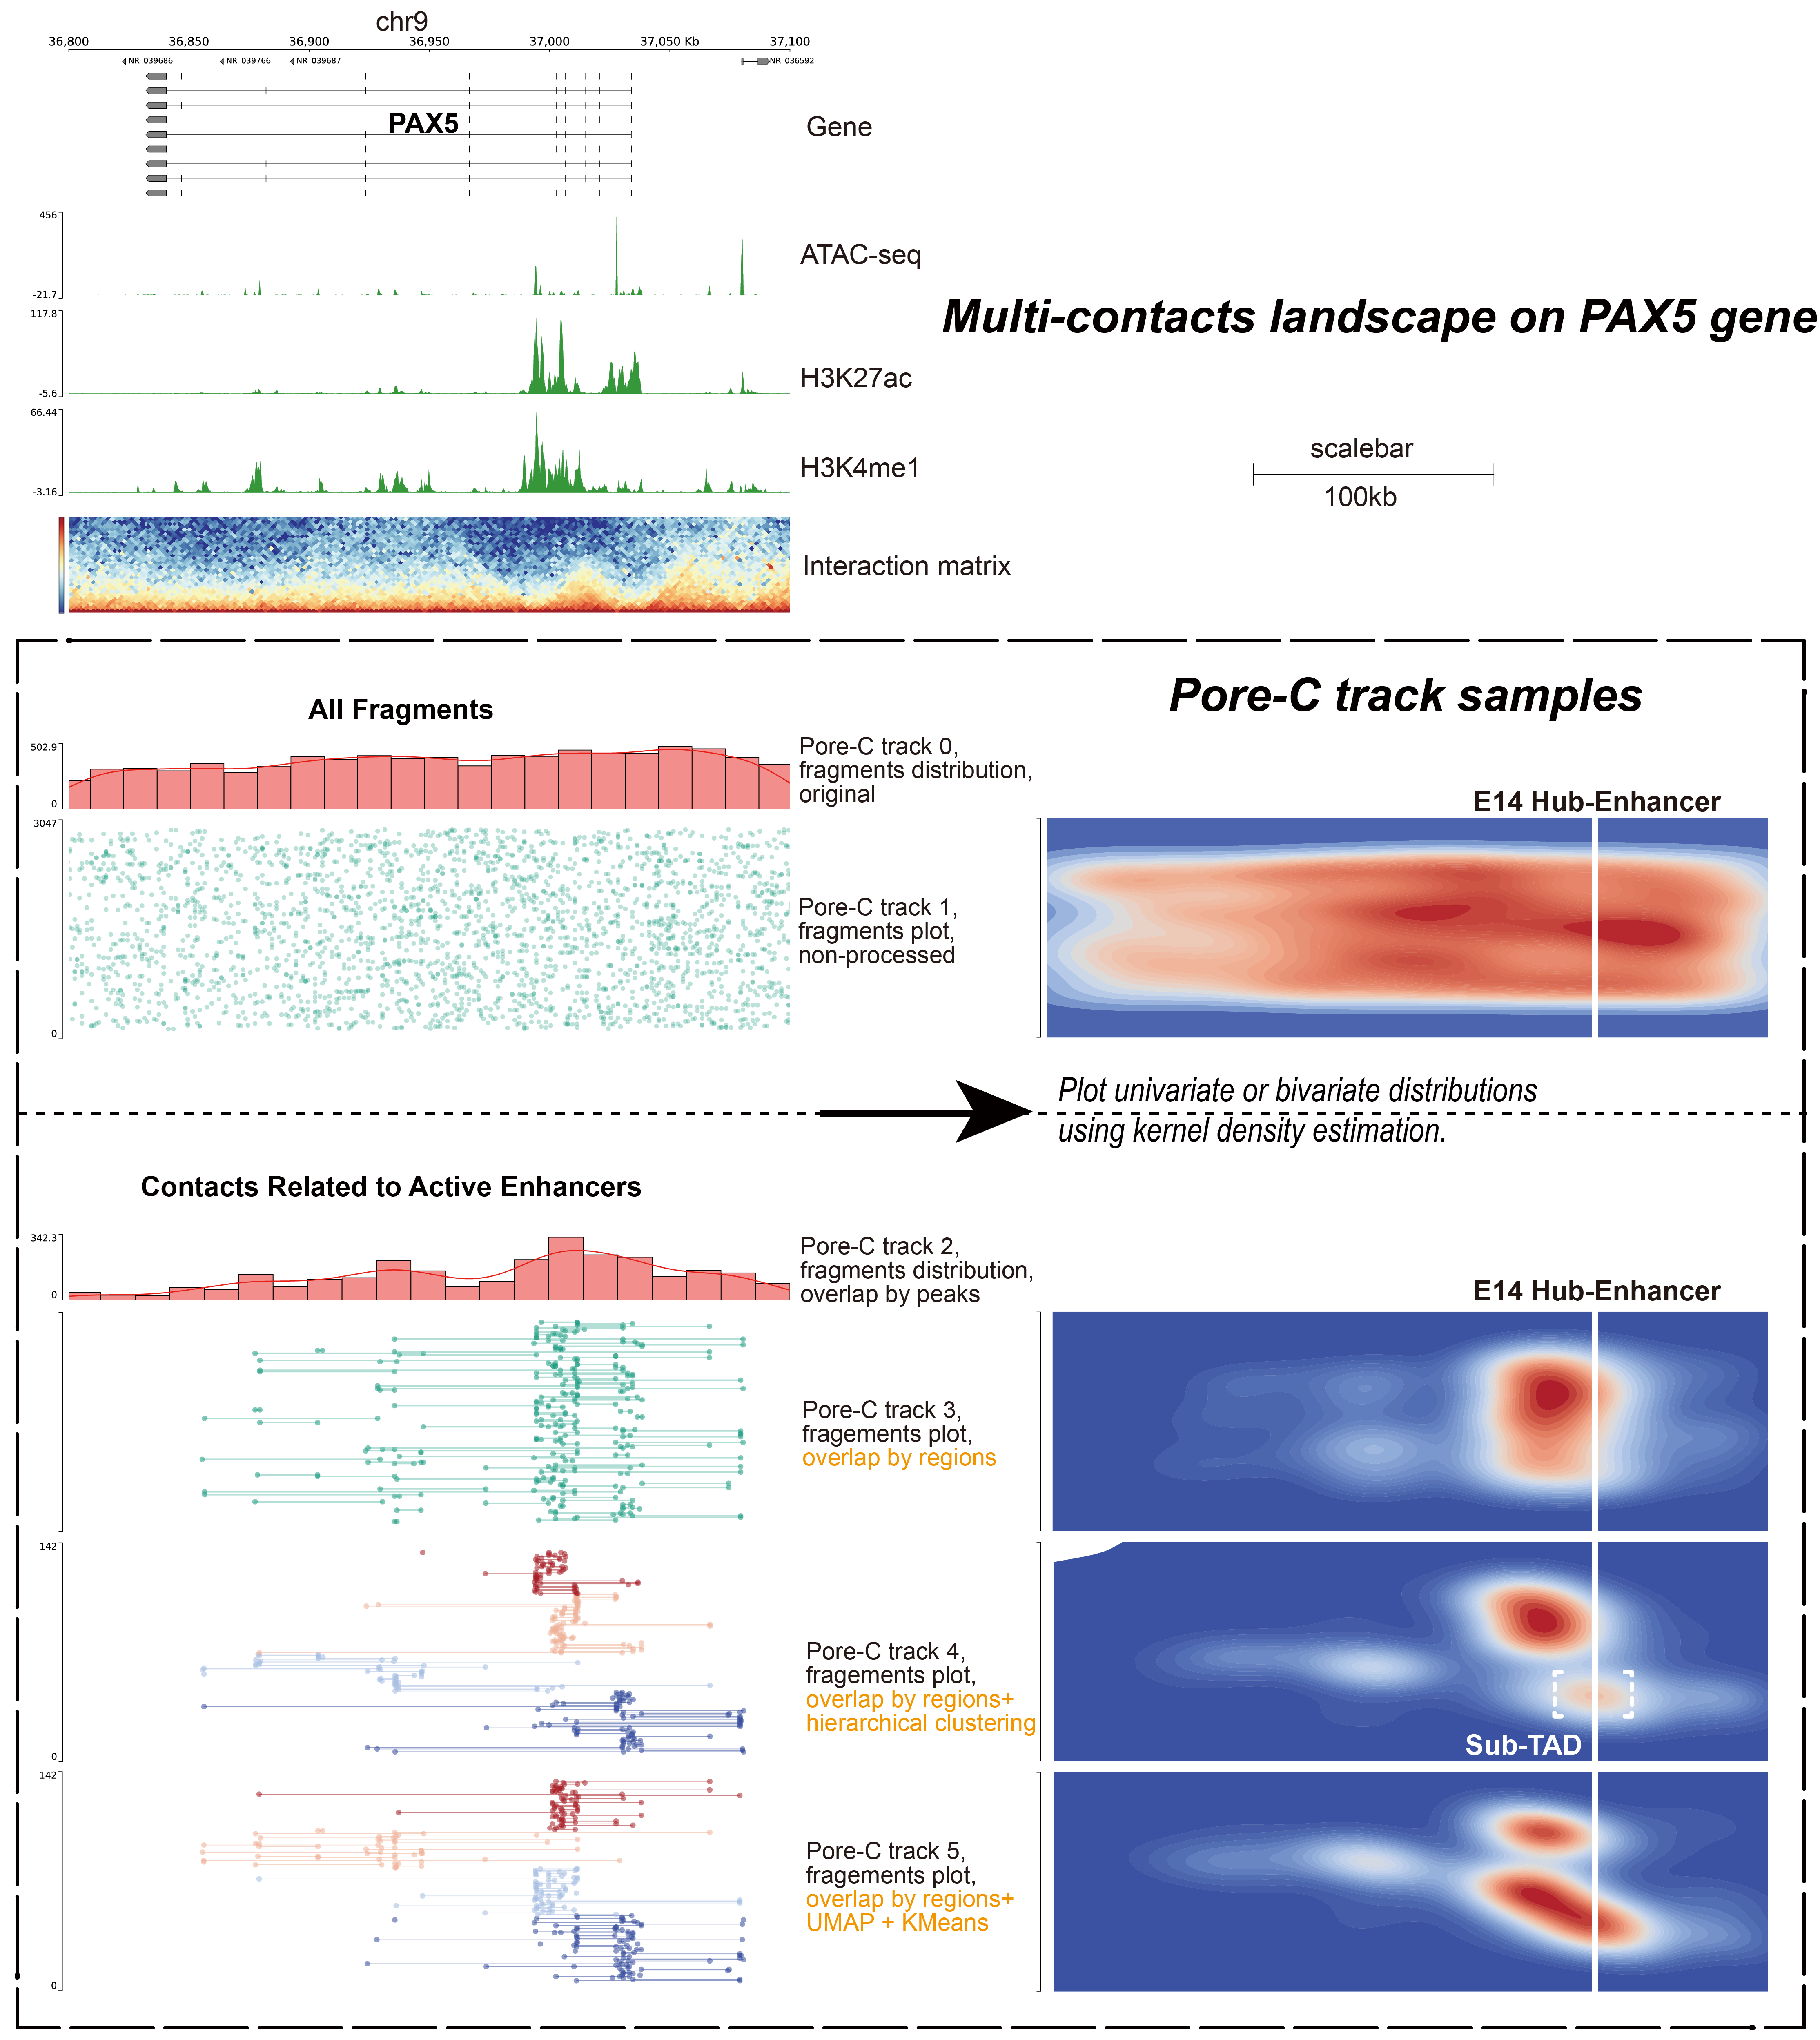 chr9
36,800
36,850
36,900
36,950
37,000
37,050 Kb
37,100
NR_039686
NR_039766
NR_039687
NR_036592
PAX5
Gene
456
-21.7
ATAC-seq
Multi-contacts landscape on PAX5 gene
117.8
-5.6
H3K27ac
66.44
-3.16
H3K4me1
scalebar
100kb
Interaction matrix
Pore-C track samples
All Fragments
502.9
0
Pore-C track 0,
fragments distribution,
original
E14 Hub-Enhancer
3047
0
Pore-C track 1,
fragments plot,
non-processed
Plot univariate or bivariate distributions
using kernel density estimation.
Contacts Related to Active Enhancers
342.3
0
Pore-C track 2,
fragments distribution,
overlap by peaks
E14 Hub-Enhancer
Pore-C track 3,
fragements plot,
overlap by regions
142
0
Pore-C track 4,
fragements plot,
overlap by regions+
hierarchical clustering
Sub-TAD
142
0
Pore-C track 5,
fragements plot,
overlap by regions+
UMAP + KMeans